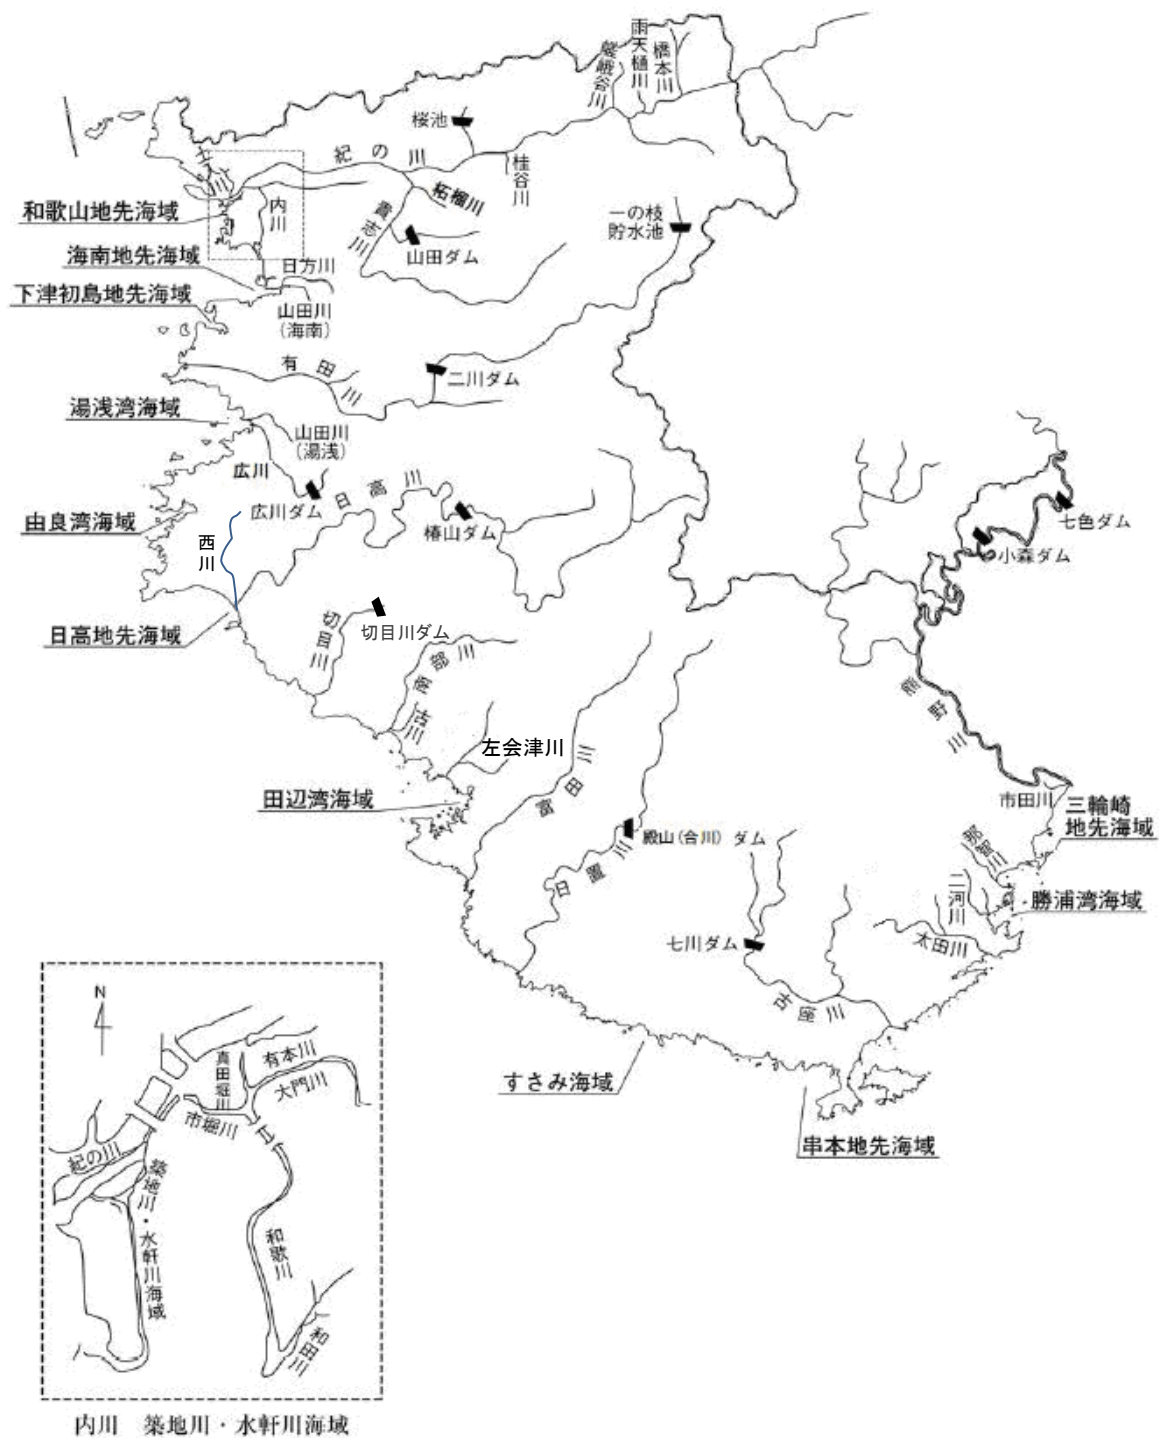 雨天樋川
橋本川
嵯峨谷川
桜池
紀の川
桂谷川
土入川
柘榴川
貴志川
一の枝
貯水池
和歌山地先海域
内川
山田ダム
海南地先海域
日方川
下津初島地先海域
山田川
(海南)
有田川
二川ダム
湯浅湾海域
山田川
(湯浅)
広川
日高川
広川ダム
由良湾海域
椿山ダム
七色ダム
小森ダム
西川
切目川
切目川ダム
日高地先海域
南部川
古川
熊野川
左会津川
富田川
田辺湾海域
市田川
三輪崎
地先海域
殿山(合川) ダム
那智川
日置川
二河川
勝浦湾海域
七川ダム
太田川
古座川
すさみ海域
串本地先海域
N
真田堀川
有本川
大門川
市堀川
紀の川
築地川・水軒川海域
和歌川
和田川
内川 築地川・水軒川海域